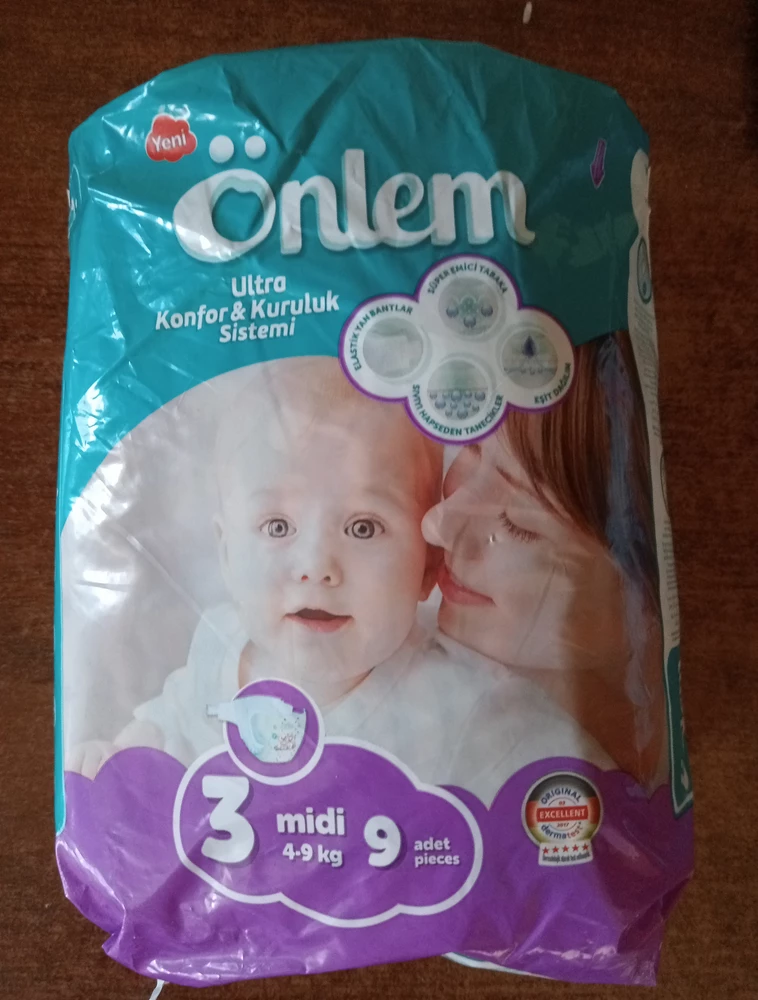 Yeni
Önlem
Ultra
Konfor & Kuruluk
Sistemi
SÜPER EMİCİ TABAKA
ELASTİK YAN BANTLAR
EŞİT DAĞILIM
SIVIYI HAPSEDEN TANECİKLER
3
midi
4-9 kg
9
adet
pieces
ORIGINAL
EXCELLENT
dermatest